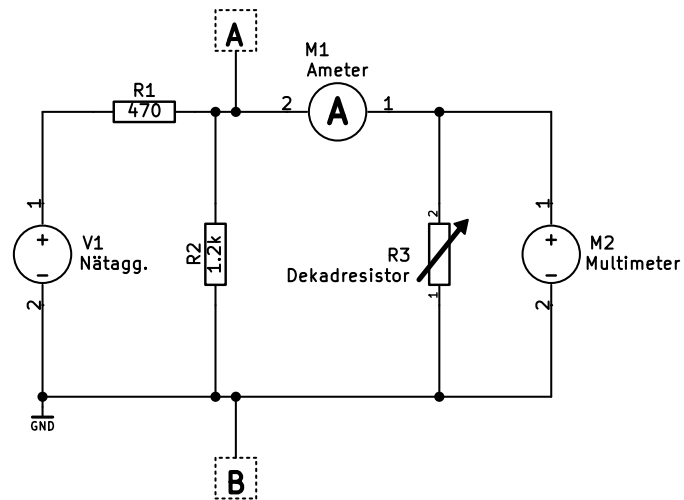 A
M1
Ameter
R1
470
2
A
1
1
+
V1
Nätagg.
−
2
R2
1.2k
2
R3
Dekadresistor
1
1
+
M2
Multimeter
−
2
GND
B